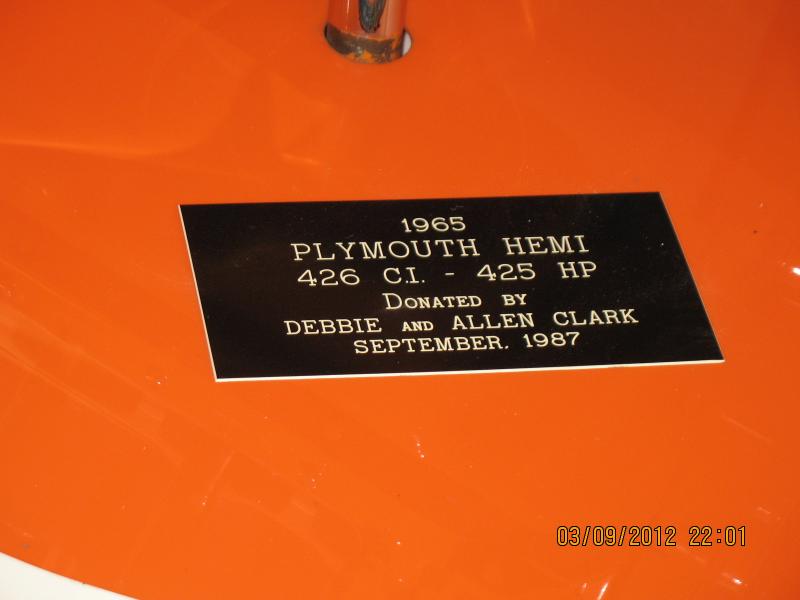 1965
PLYMOUTH HEMI
426 C.I. - 425 HP
DONATED BY
DEBBIE AND ALLEN CLARK
SEPTEMBER. 1987
03/09/2012 22:01